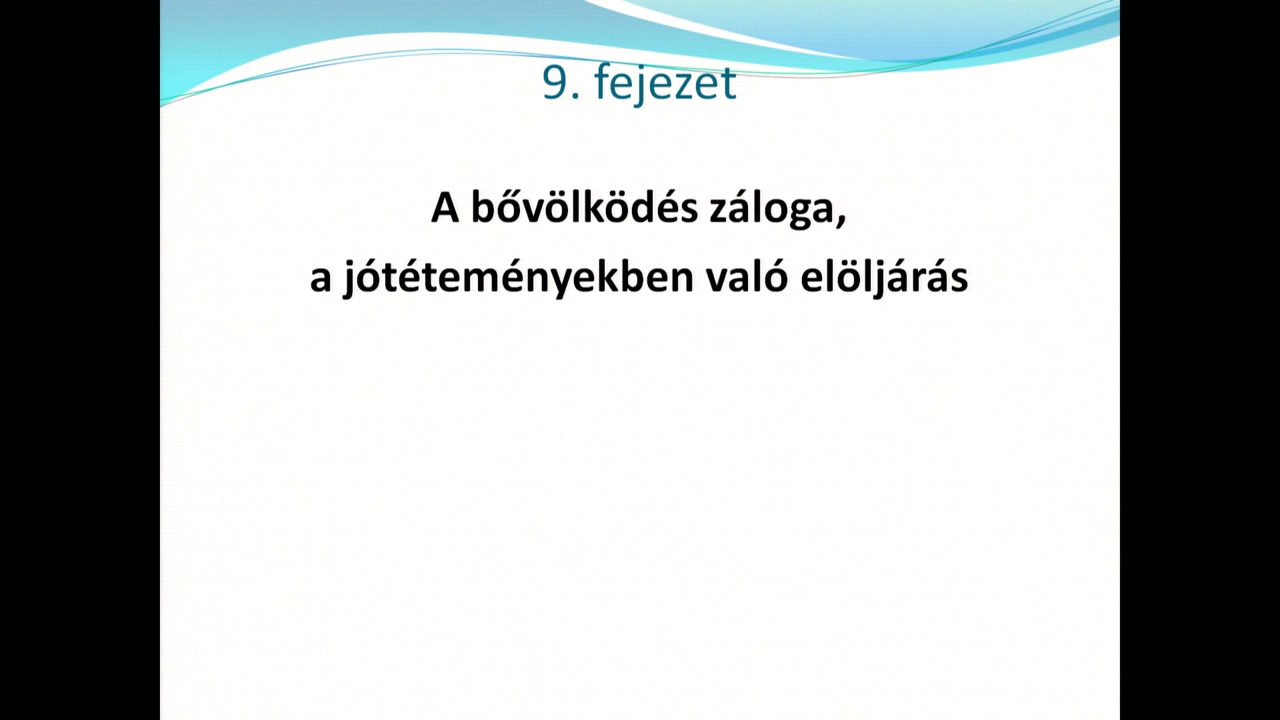 9. fejezet
A bővölködés záloga,
a jótéteményekben való elöljárás